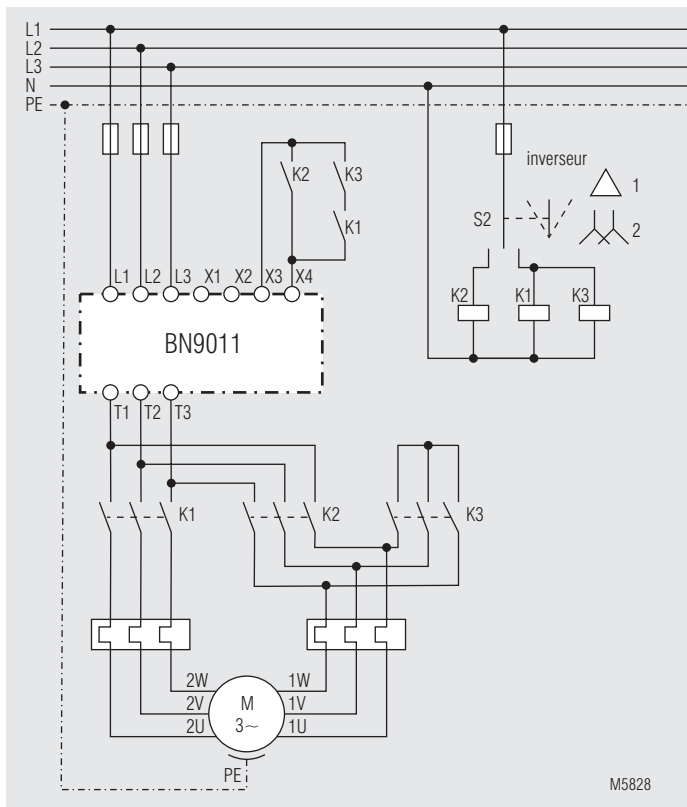 L1
L2
L3
N
PE
inverseur
K2 K3
1
S2
2
K1
L1 L2 L3 X1 X2 X3 X4
K2 K1 K3
BN9011
T1 T2 T3
K1 K2 K3
2W 1W
M
2V 1V
3~
2U 1U
PE
M5828